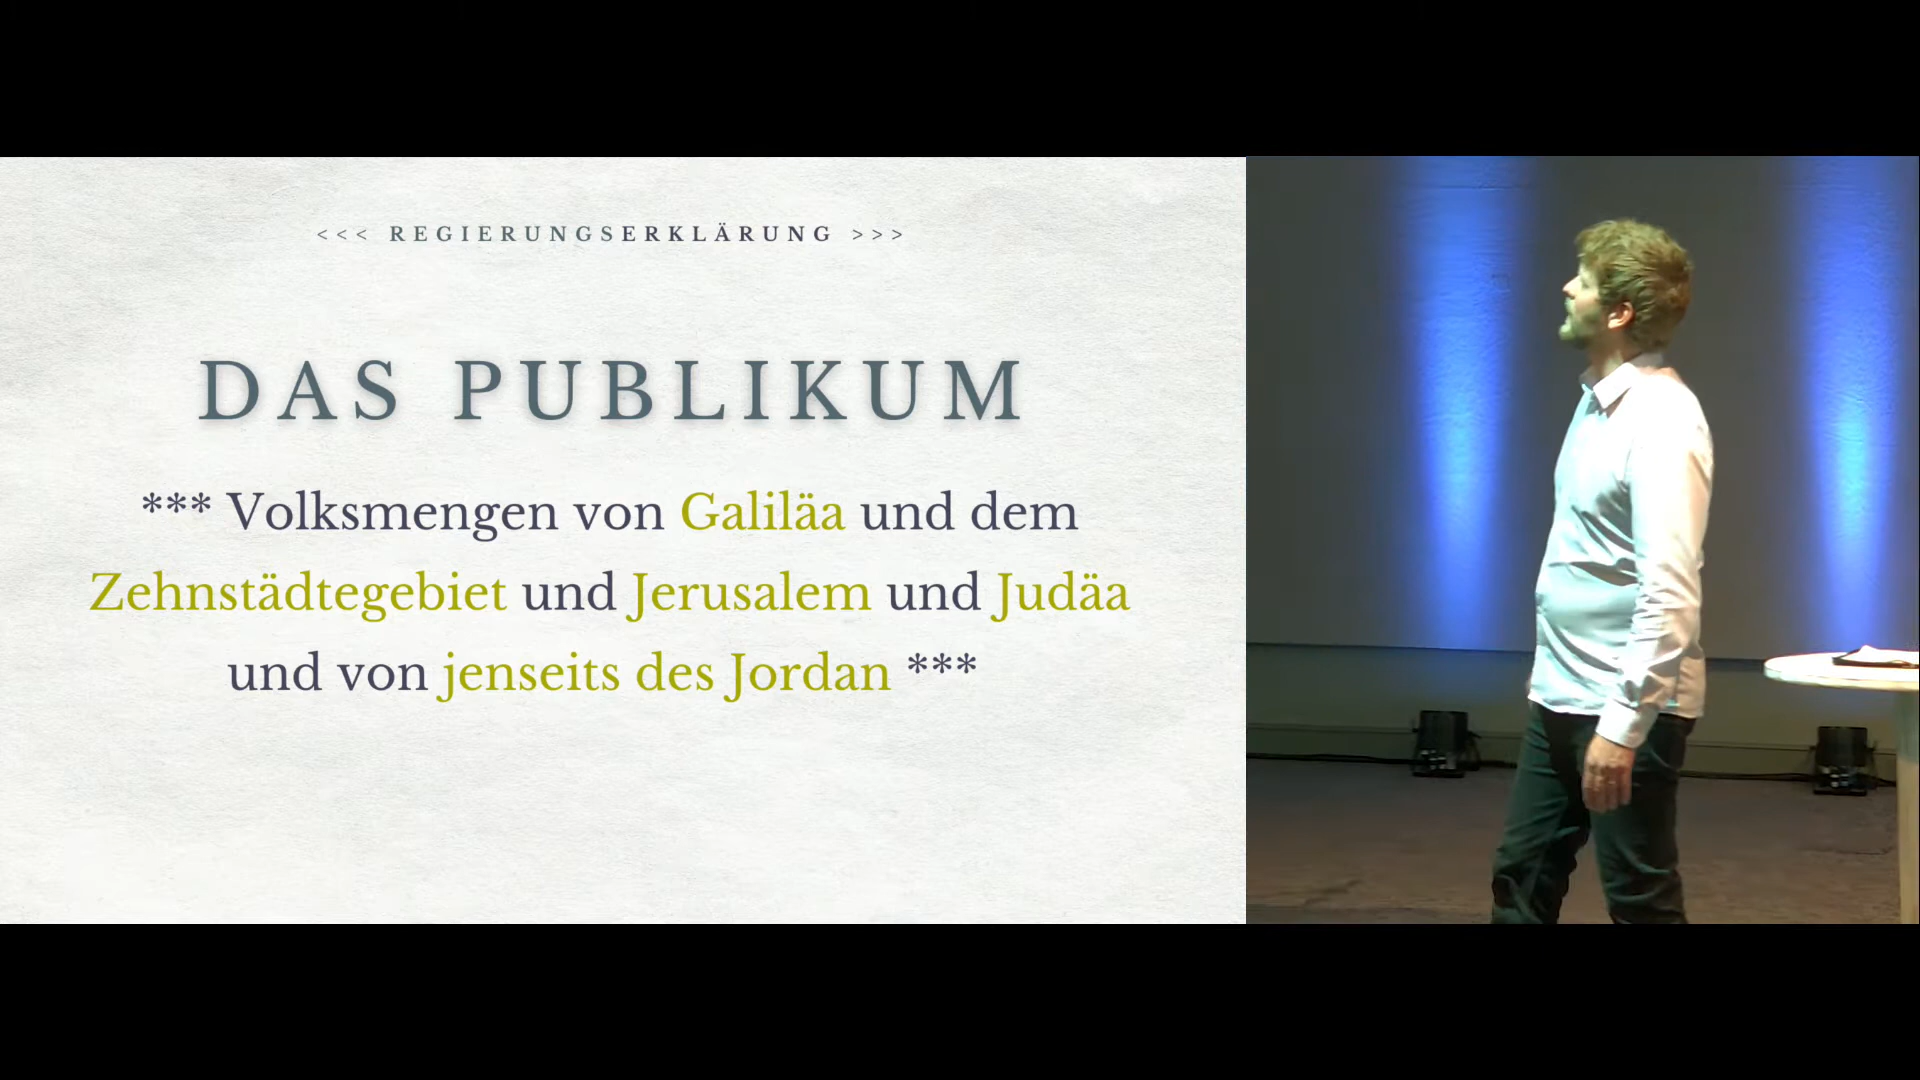 <<< REGIERUNGSERKLÄRUNG >>>
DAS PUBLIKUM
*** Volksmengen von Galiläa und dem
Zehnstädtegebiet und Jerusalem und Judäa
und von jenseits des Jordan ***